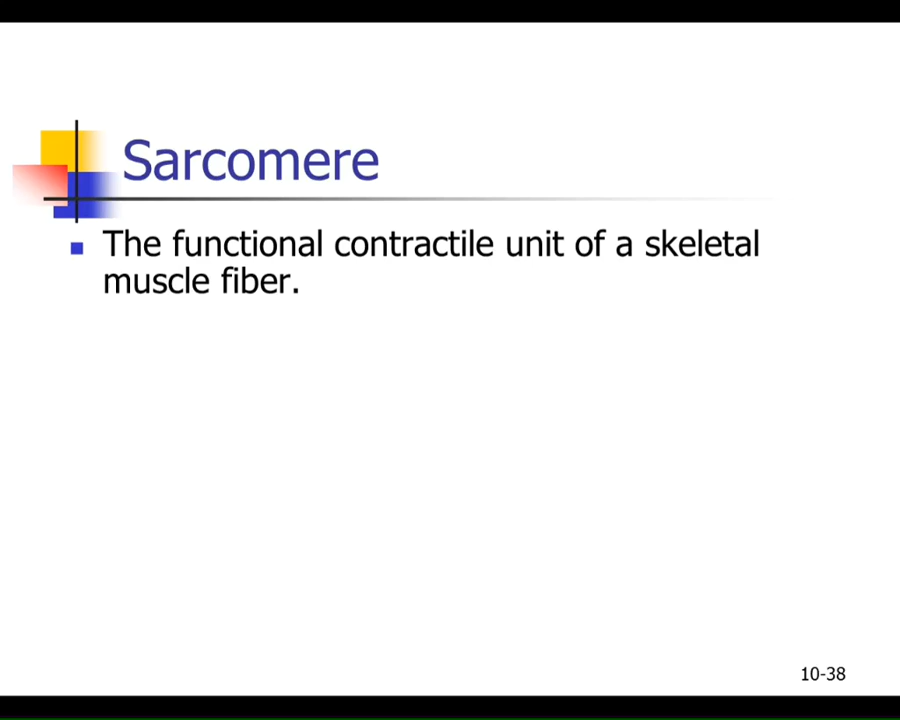 Sarcomere
The functional contractile unit of a skeletal
muscle fiber.
10-38